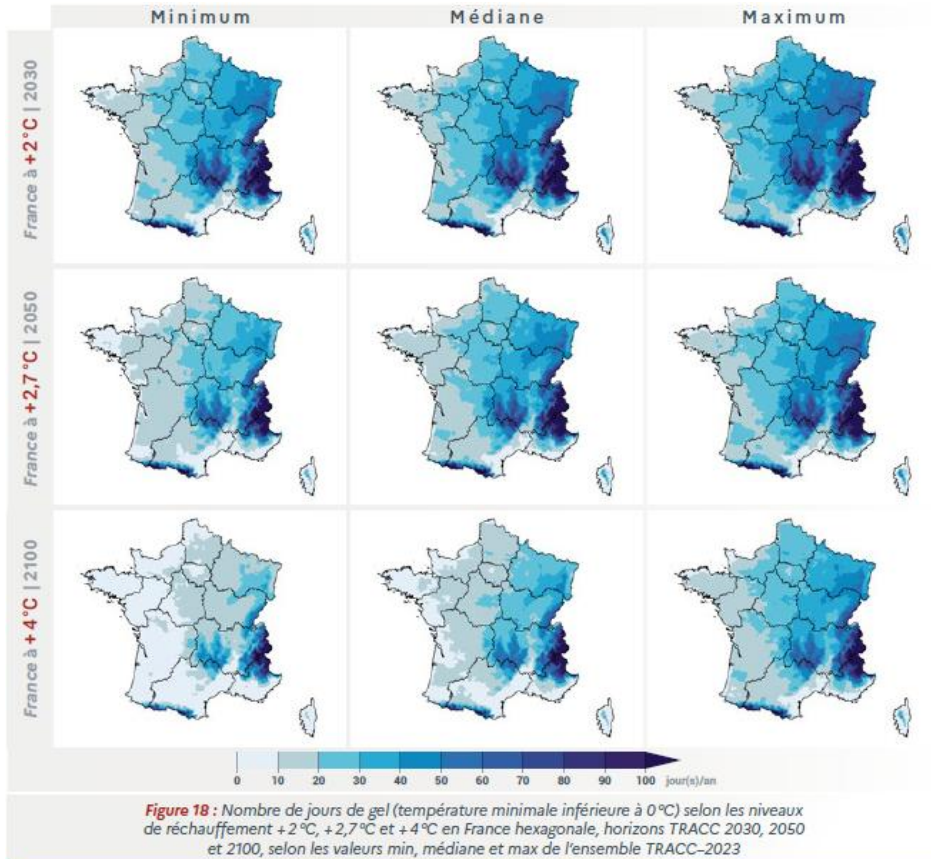 Minimum Médiane Maximum
France à +2°C | 2030
France à +2,7°C | 2050
France à +4°C | 2100
0 10 20 30 40 50 60 70 80 90 100 jour(s)/an
Figure 18 : Nombre de jours de gel (température minimale inférieure à 0°C) selon les niveaux
de réchauffement +2°C, +2,7°C et +4°C en France hexagonale, horizons TRACC 2030, 2050
et 2100, selon les valeurs min, médiane et max de l'ensemble TRACC–2023